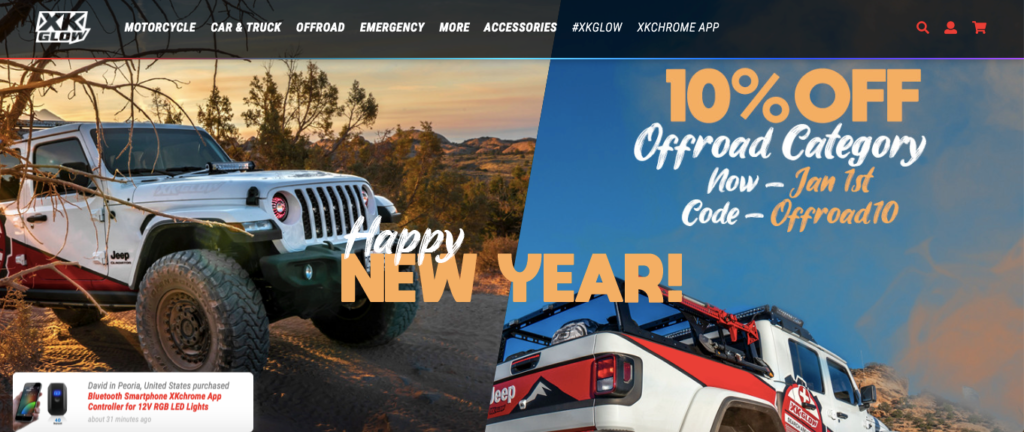 XK
GLOW
MOTORCYCLE CAR & TRUCK OFFROAD EMERGENCY MORE ACCESSORIES #XKGLOW XKCHROME APP
10% OFF
Offroad Category
Now – Jan 1st
Code – Offroad10
Happy
NEW YEAR!
Jeep
Jeep
XKGLOW
David in Peoria, United States purchased
Bluetooth Smartphone XKchrome App
Controller for 12V RGB LED Lights
about 31 minutes ago